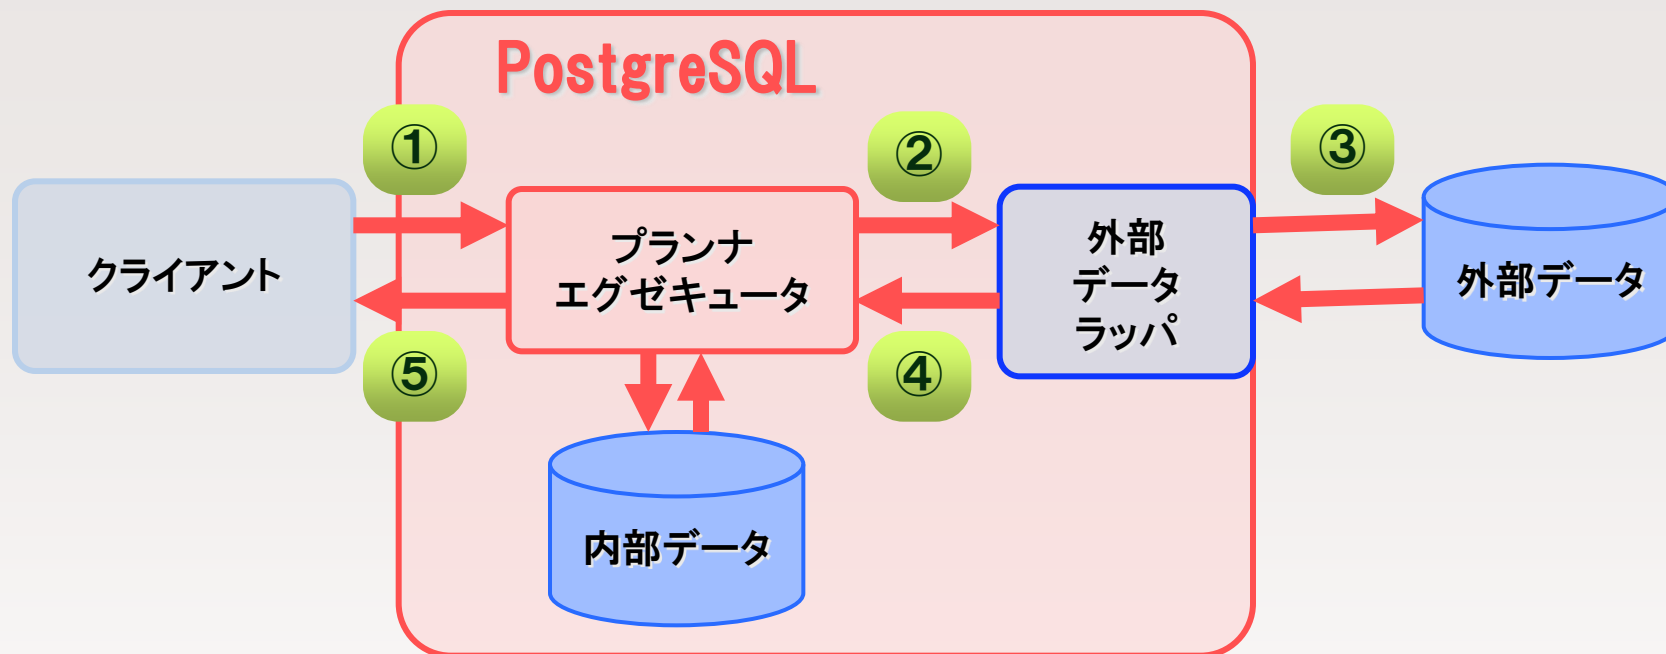 PostgreSQL
①
②
③
クライアント
プランナ
エグゼキュータ
外部
データ
ラッパ
外部データ
⑤
④
内部データ